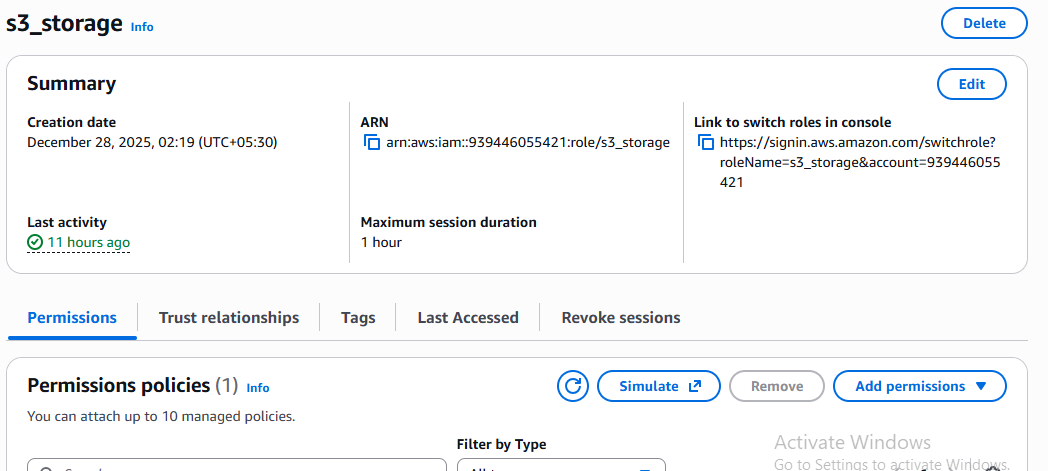 s3_storage Info
Delete
Summary
Edit
Creation date
December 28, 2025, 02:19 (UTC+05:30)
ARN
arn:aws:iam::939446055421:role/s3_storage
Link to switch roles in console
https://signin.aws.amazon.com/switchrole?
roleName=s3_storage&account=939446055
421
Last activity
11 hours ago
Maximum session duration
1 hour
Permissions
Trust relationships
Tags
Last Accessed
Revoke sessions
Permissions policies (1) Info
Simulate
Remove
Add permissions
You can attach up to 10 managed policies.
Filter by Type
Activate Windows
Go to Settings to activate Windows.